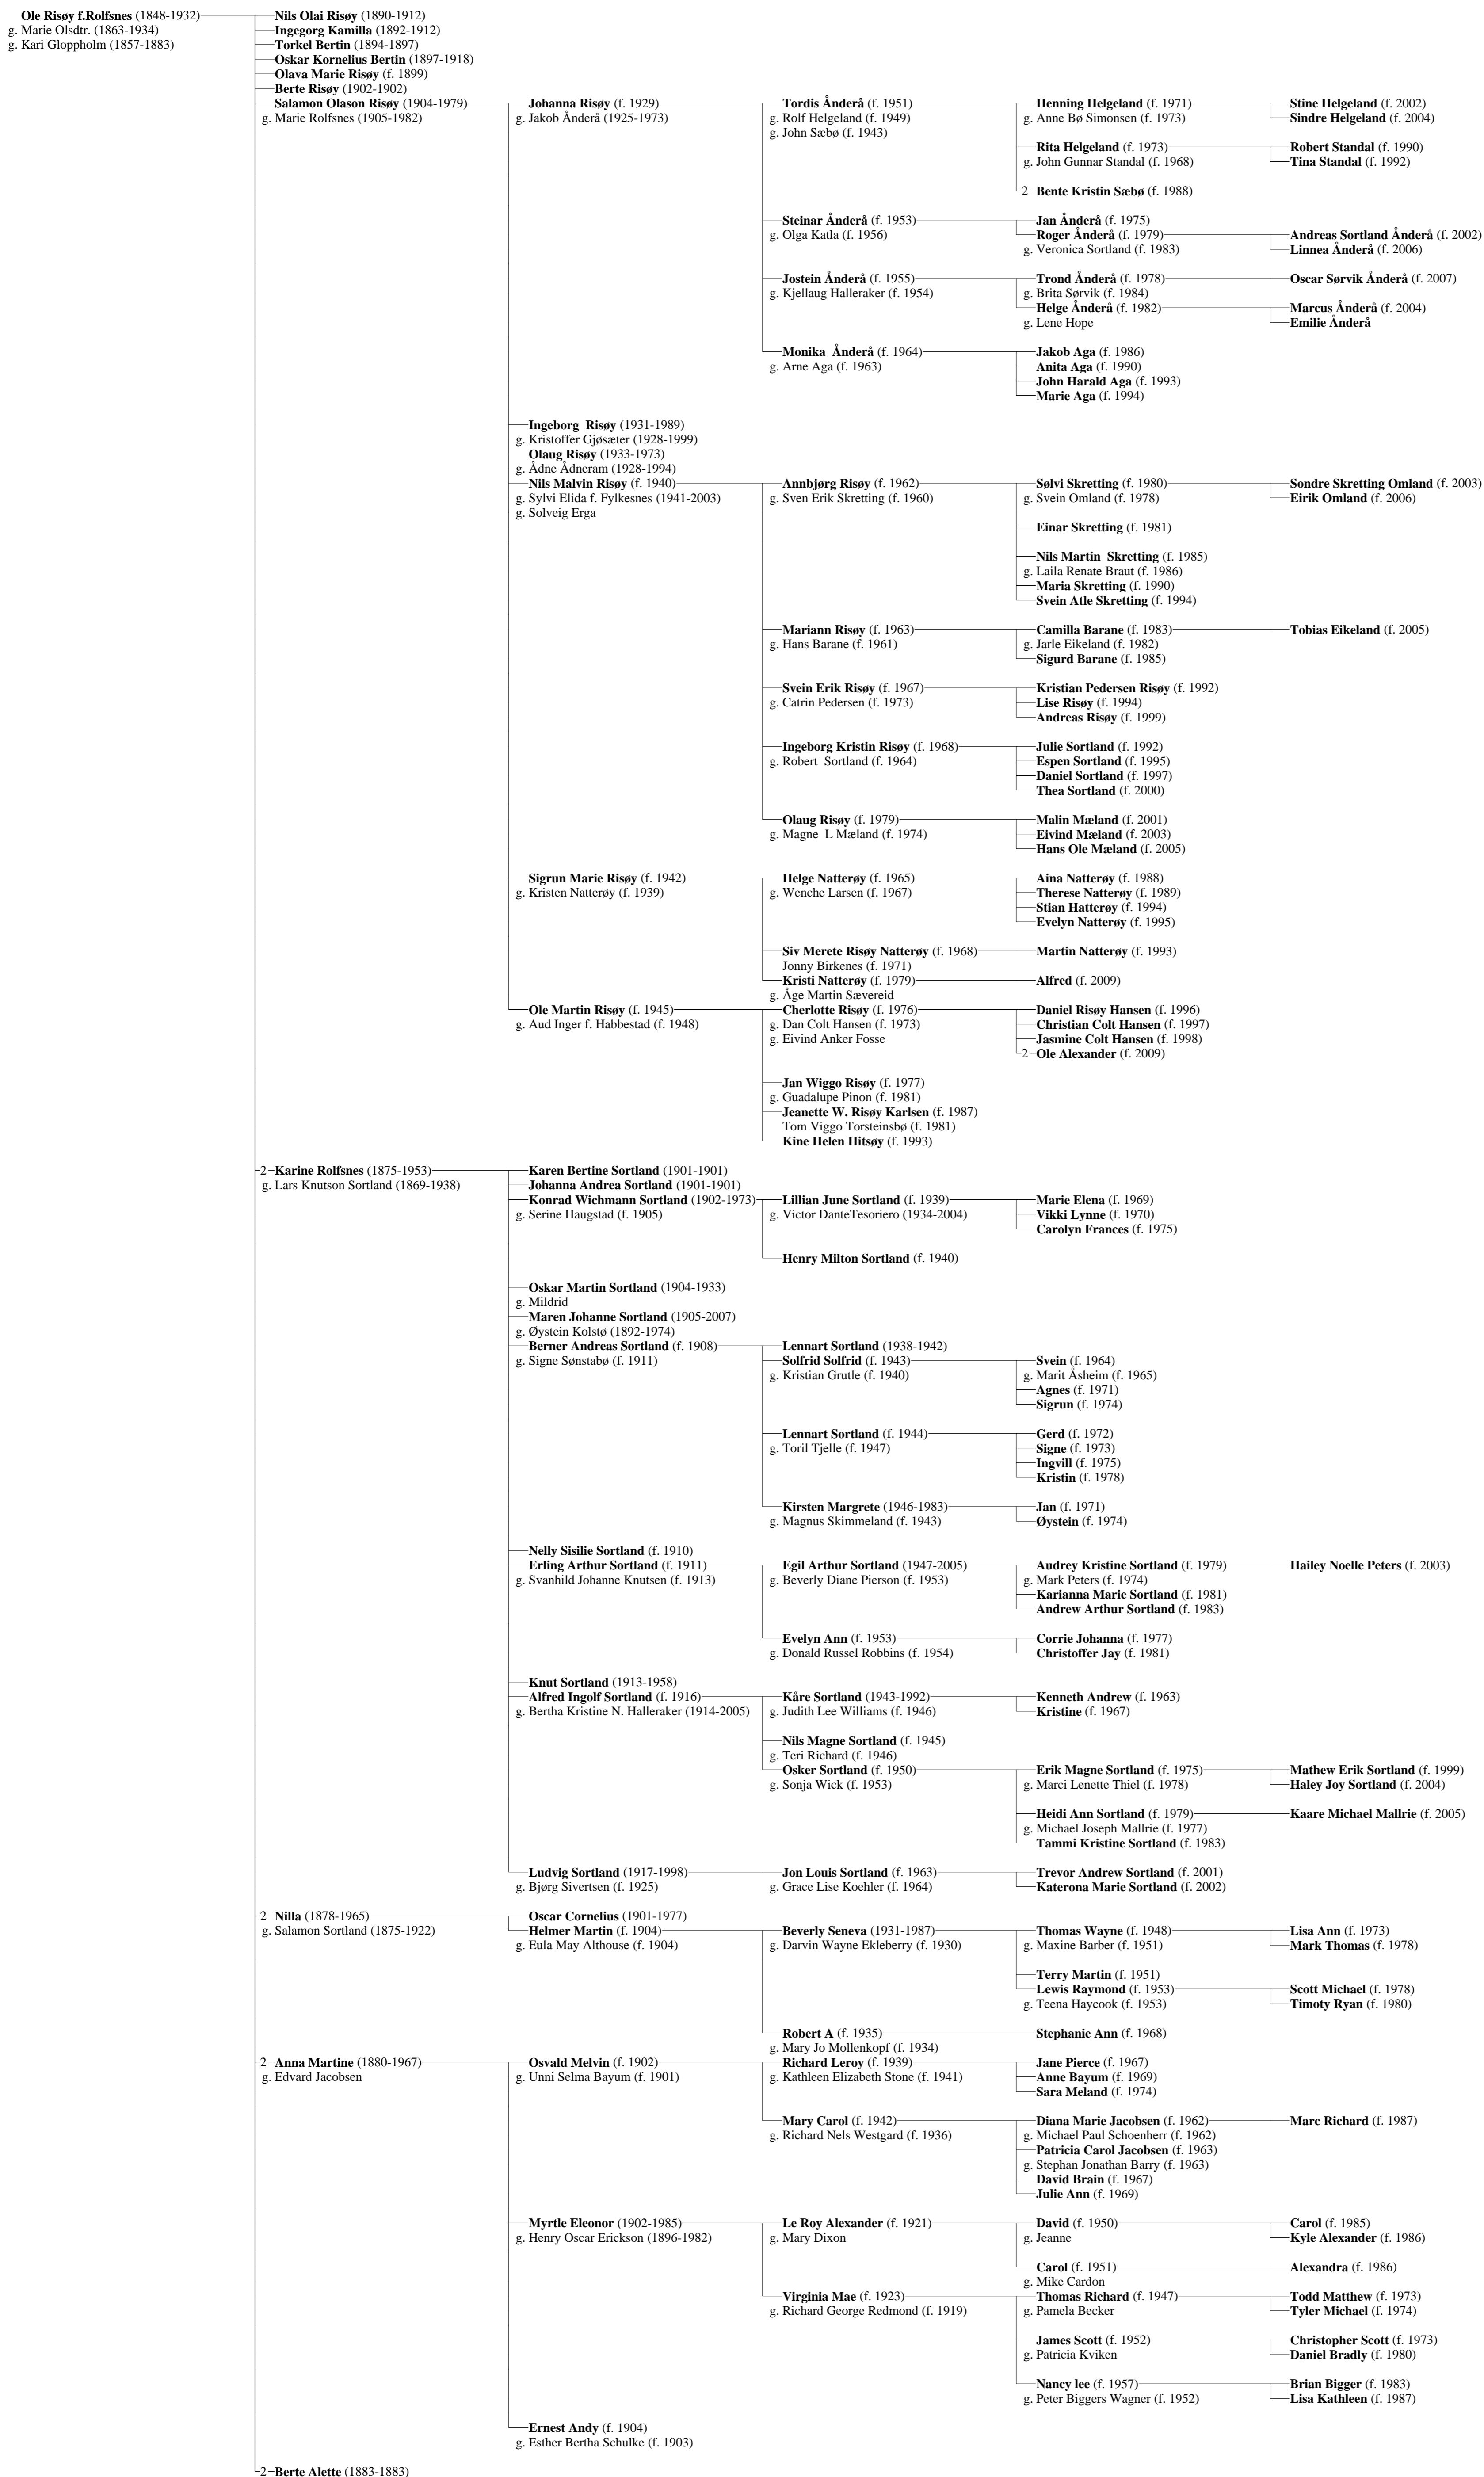 Ole Risøy f.Rolfsnes (1848-1932)
g. Marie Olsdtr. (1863-1934)
g. Kari Gloppholm (1857-1883)
Nils Olai Risøy (1890-1912)
Ingegorg Kamilla (1892-1912)
Torkel Bertin (1894-1897)
Oskar Kornelius Bertin (1897-1918)
Olava Marie Risøy (f. 1899)
Berte Risøy (1902-1902)
Salamon Olason Risøy (1904-1979)
g. Marie Rolfsnes (1905-1982)
Johanna Risøy (f. 1929)
g. Jakob Ånderå (1925-1973)
Tordis Ånderå (f. 1951)
g. Rolf Helgeland (f. 1949)
g. John Sæbø (f. 1943)
Henning Helgeland (f. 1971)
g. Anne Bø Simonsen (f. 1973)
Stine Helgeland (f. 2002)
Sindre Helgeland (f. 2004)
Rita Helgeland (f. 1973)
g. John Gunnar Standal (f. 1968)
Robert Standal (f. 1990)
Tina Standal (f. 1992)
2 Bente Kristin Sæbø (f. 1988)
Steinar Ånderå (f. 1953)
g. Olga Katla (f. 1956)
Jan Ånderå (f. 1975)
Roger Ånderå (f. 1979)
g. Veronica Sortland (f. 1983)
Andreas Sortland Ånderå (f. 2002)
Linnea Ånderå (f. 2006)
Jostein Ånderå (f. 1955)
g. Kjellaug Halleraker (f. 1954)
Trond Ånderå (f. 1978)
g. Brita Sørvik (f. 1984)
Oscar Sørvik Ånderå (f. 2007)
Helge Ånderå (f. 1982)
g. Lene Hope
Marcus Ånderå (f. 2004)
Emilie Ånderå
Monika  Ånderå (f. 1964)
g. Arne Aga (f. 1963)
Jakob Aga (f. 1986)
Anita Aga (f. 1990)
John Harald Aga (f. 1993)
Marie Aga (f. 1994)
Ingeborg  Risøy (1931-1989)
g. Kristoffer Gjøsæter (1928-1999)
Olaug Risøy (1933-1973)
g. Ådne Ådneram (1928-1994)
Nils Malvin Risøy (f. 1940)
g. Sylvi Elida f. Fylkesnes (1941-2003)
g. Solveig Erga
Annbjørg Risøy (f. 1962)
g. Sven Erik Skretting (f. 1960)
Sølvi Skretting (f. 1980)
g. Svein Omland (f. 1978)
Sondre Skretting Omland (f. 2003)
Eirik Omland (f. 2006)
Einar Skretting (f. 1981)
Nils Martin  Skretting (f. 1985)
g. Laila Renate Braut (f. 1986)
Maria Skretting (f. 1990)
Svein Atle Skretting (f. 1994)
Mariann Risøy (f. 1963)
g. Hans Barane (f. 1961)
Camilla Barane (f. 1983)
g. Jarle Eikeland (f. 1982)
Tobias Eikeland (f. 2005)
Sigurd Barane (f. 1985)
Svein Erik Risøy (f. 1967)
g. Catrin Pedersen (f. 1973)
Kristian Pedersen Risøy (f. 1992)
Lise Risøy (f. 1994)
Andreas Risøy (f. 1999)
Ingeborg Kristin Risøy (f. 1968)
g. Robert  Sortland (f. 1964)
Julie Sortland (f. 1992)
Espen Sortland (f. 1995)
Daniel Sortland (f. 1997)
Thea Sortland (f. 2000)
Olaug Risøy (f. 1979)
g. Magne  L Mæland (f. 1974)
Malin Mæland (f. 2001)
Eivind Mæland (f. 2003)
Hans Ole Mæland (f. 2005)
Sigrun Marie Risøy (f. 1942)
g. Kristen Natterøy (f. 1939)
Helge Natterøy (f. 1965)
g. Wenche Larsen (f. 1967)
Aina Natterøy (f. 1988)
Therese Natterøy (f. 1989)
Stian Hatterøy (f. 1994)
Evelyn Natterøy (f. 1995)
Siv Merete Risøy Natterøy (f. 1968)
Jonny Birkenes (f. 1971)
Martin Natterøy (f. 1993)
Kristi Natterøy (f. 1979)
g. Åge Martin Sævereid
Alfred (f. 2009)
Ole Martin Risøy (f. 1945)
g. Aud Inger f. Habbestad (f. 1948)
Cherlotte Risøy (f. 1976)
g. Dan Colt Hansen (f. 1973)
g. Eivind Anker Fosse
Daniel Risøy Hansen (f. 1996)
Christian Colt Hansen (f. 1997)
Jasmine Colt Hansen (f. 1998)
2 Ole Alexander (f. 2009)
Jan Wiggo Risøy (f. 1977)
g. Guadalupe Pinon (f. 1981)
Jeanette W. Risøy Karlsen (f. 1987)
Tom Viggo Torsteinsbø (f. 1981)
Kine Helen Hitsøy (f. 1993)
2 Karine Rolfsnes (1875-1953)
g. Lars Knutson Sortland (1869-1938)
Karen Bertine Sortland (1901-1901)
Johanna Andrea Sortland (1901-1901)
Konrad Wichmann Sortland (1902-1973)
g. Serine Haugstad (f. 1905)
Lillian June Sortland (f. 1939)
g. Victor DanteTesoriero (1934-2004)
Marie Elena (f. 1969)
Vikki Lynne (f. 1970)
Carolyn Frances (f. 1975)
Henry Milton Sortland (f. 1940)
Oskar Martin Sortland (1904-1933)
g. Mildrid
Maren Johanne Sortland (1905-2007)
g. Øystein Kolstø (1892-1974)
Berner Andreas Sortland (f. 1908)
g. Signe Sønstabø (f. 1911)
Lennart Sortland (1938-1942)
Solfrid Solfrid (f. 1943)
g. Kristian Grutle (f. 1940)
Svein (f. 1964)
g. Marit Åsheim (f. 1965)
Agnes (f. 1971)
Sigrun (f. 1974)
Lennart Sortland (f. 1944)
g. Toril Tjelle (f. 1947)
Gerd (f. 1972)
Signe (f. 1973)
Ingvill (f. 1975)
Kristin (f. 1978)
Kirsten Margrete (1946-1983)
g. Magnus Skimmeland (f. 1943)
Jan (f. 1971)
Øystein (f. 1974)
Nelly Sisilie Sortland (f. 1910)
Erling Arthur Sortland (f. 1911)
g. Svanhild Johanne Knutsen (f. 1913)
Egil Arthur Sortland (1947-2005)
g. Beverly Diane Pierson (f. 1953)
Audrey Kristine Sortland (f. 1979)
g. Mark Peters (f. 1974)
Hailey Noelle Peters (f. 2003)
Karianna Marie Sortland (f. 1981)
Andrew Arthur Sortland (f. 1983)
Evelyn Ann (f. 1953)
g. Donald Russel Robbins (f. 1954)
Corrie Johanna (f. 1977)
Christoffer Jay (f. 1981)
Knut Sortland (1913-1958)
Alfred Ingolf Sortland (f. 1916)
g. Bertha Kristine N. Halleraker (1914-2005)
Kåre Sortland (1943-1992)
g. Judith Lee Williams (f. 1946)
Kenneth Andrew (f. 1963)
Kristine (f. 1967)
Nils Magne Sortland (f. 1945)
g. Teri Richard (f. 1946)
Osker Sortland (f. 1950)
g. Sonja Wick (f. 1953)
Erik Magne Sortland (f. 1975)
g. Marci Lenette Thiel (f. 1978)
Mathew Erik Sortland (f. 1999)
Haley Joy Sortland (f. 2004)
Heidi Ann Sortland (f. 1979)
g. Michael Joseph Mallrie (f. 1977)
Kaare Michael Mallrie (f. 2005)
Tammi Kristine Sortland (f. 1983)
Ludvig Sortland (1917-1998)
g. Bjørg Sivertsen (f. 1925)
Jon Louis Sortland (f. 1963)
g. Grace Lise Koehler (f. 1964)
Trevor Andrew Sortland (f. 2001)
Katerona Marie Sortland (f. 2002)
2 Nilla (1878-1965)
g. Salamon Sortland (1875-1922)
Oscar Cornelius (1901-1977)
Helmer Martin (f. 1904)
g. Eula May Althouse (f. 1904)
Beverly Seneva (1931-1987)
g. Darvin Wayne Ekleberry (f. 1930)
Thomas Wayne (f. 1948)
g. Maxine Barber (f. 1951)
Lisa Ann (f. 1973)
Mark Thomas (f. 1978)
Terry Martin (f. 1951)
Lewis Raymond (f. 1953)
g. Teena Haycook (f. 1953)
Scott Michael (f. 1978)
Timoty Ryan (f. 1980)
Robert A (f. 1935)
g. Mary Jo Mollenkopf (f. 1934)
Stephanie Ann (f. 1968)
2 Anna Martine (1880-1967)
g. Edvard Jacobsen
Osvald Melvin (f. 1902)
g. Unni Selma Bayum (f. 1901)
Richard Leroy (f. 1939)
g. Kathleen Elizabeth Stone (f. 1941)
Jane Pierce (f. 1967)
Anne Bayum (f. 1969)
Sara Meland (f. 1974)
Mary Carol (f. 1942)
g. Richard Nels Westgard (f. 1936)
Diana Marie Jacobsen (f. 1962)
g. Michael Paul Schoenherr (f. 1962)
Marc Richard (f. 1987)
Patricia Carol Jacobsen (f. 1963)
g. Stephan Jonathan Barry (f. 1963)
David Brain (f. 1967)
Julie Ann (f. 1969)
Myrtle Eleonor (1902-1985)
g. Henry Oscar Erickson (1896-1982)
Le Roy Alexander (f. 1921)
g. Mary Dixon
David (f. 1950)
g. Jeanne
Carol (f. 1985)
Kyle Alexander (f. 1986)
Carol (f. 1951)
g. Mike Cardon
Alexandra (f. 1986)
Virginia Mae (f. 1923)
g. Richard George Redmond (f. 1919)
Thomas Richard (f. 1947)
g. Pamela Becker
Todd Matthew (f. 1973)
Tyler Michael (f. 1974)
James Scott (f. 1952)
g. Patricia Kviken
Christopher Scott (f. 1973)
Daniel Bradly (f. 1980)
Nancy lee (f. 1957)
g. Peter Biggers Wagner (f. 1952)
Brian Bigger (f. 1983)
Lisa Kathleen (f. 1987)
Ernest Andy (f. 1904)
g. Esther Bertha Schulke (f. 1903)
2 Berte Alette (1883-1883)